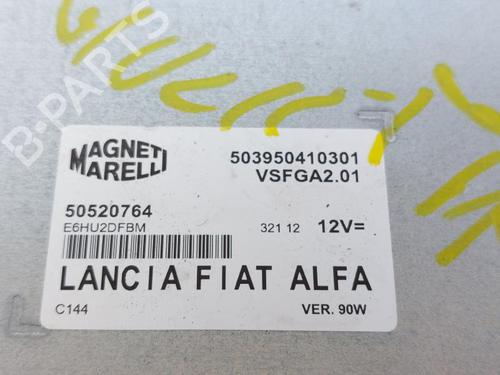 B-PARTS
MAGNETI MARELLI
503950410301
VSFGA2.01
50520764
E6HU2DFBM
321 12
12V=
LANCIA FIAT ALFA
C144
VER. 90W